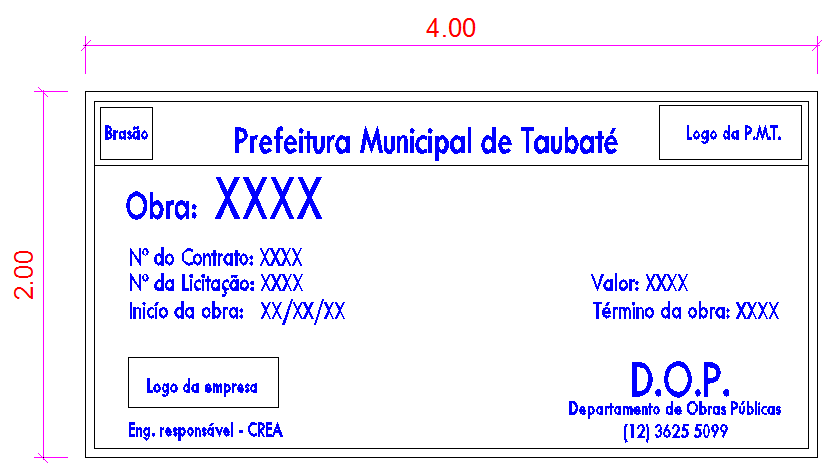 4.00
2.00
Brasão
Prefeitura Municipal de Taubaté
Logo da P.M.T.
Obra: XXXX
Nº do Contrato: XXXX
Nº da Licitação: XXXX
Valor: XXXX
Inicío da obra: XX/XX/XX
Término da obra: XXXX
Logo da empresa
D.O.P.
Departamento de Obras Públicas
Eng. responsável - CREA
(12) 3625 5099